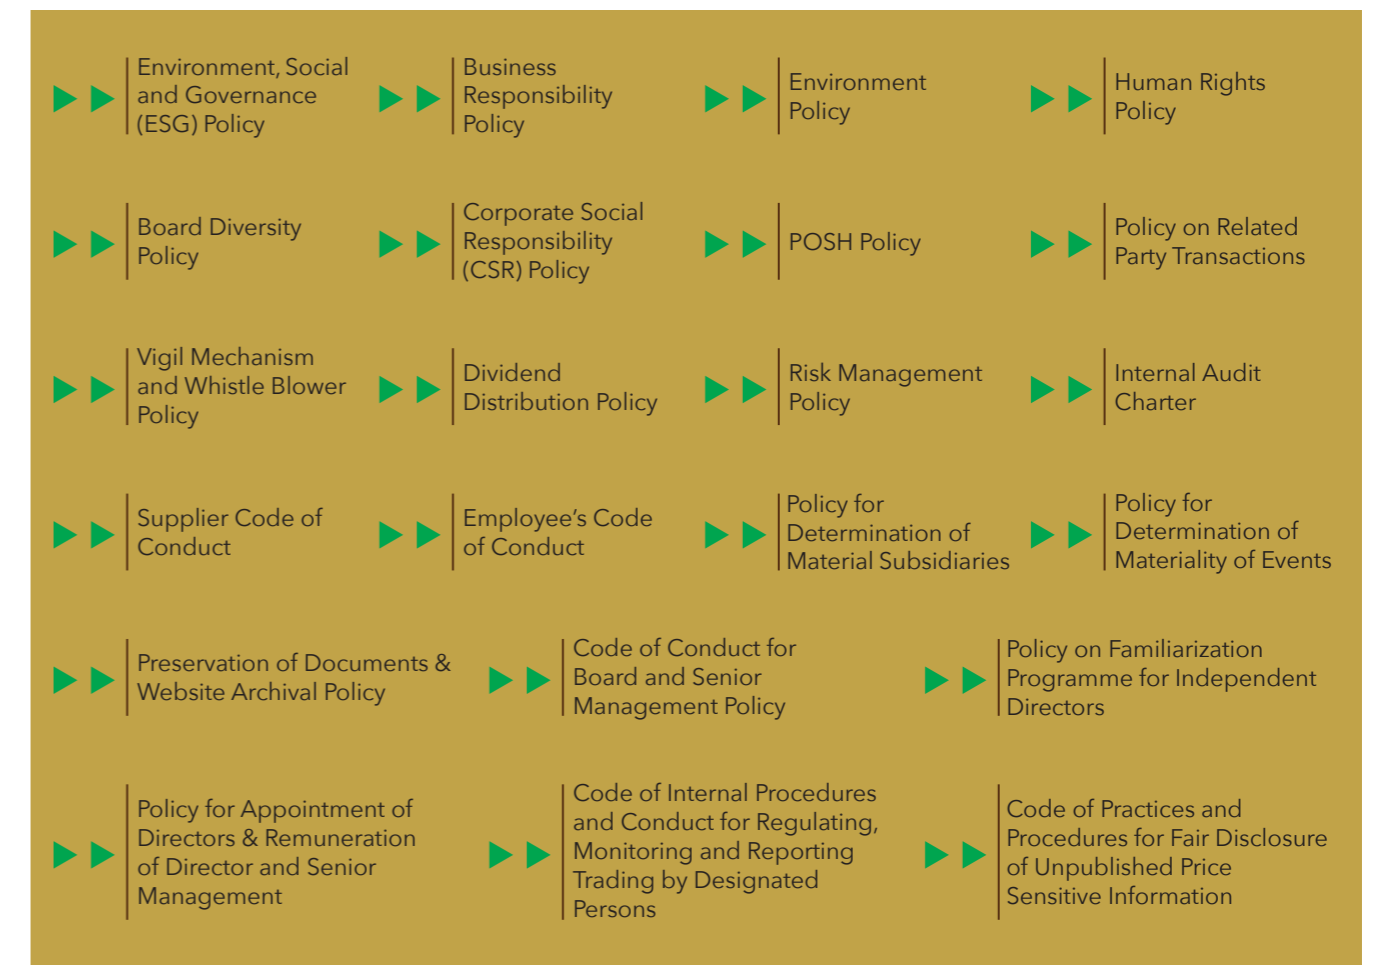 Environment, Social
and Governance
(ESG) Policy
Business
Responsibility
Policy
Environment
Policy
Human Rights
Policy
Board Diversity
Policy
Corporate Social
Responsibility
(CSR) Policy
POSH Policy
Policy on Related
Party Transactions
Vigil Mechanism
and Whistle Blower
Policy
Dividend
Distribution Policy
Risk Management
Policy
Internal Audit
Charter
Supplier Code of
Conduct
Employee’s Code
of Conduct
Policy for
Determination of
Material Subsidiaries
Policy for
Determination of
Materiality of Events
Preservation of Documents &
Website Archival Policy
Code of Conduct for
Board and Senior
Management Policy
Policy on Familiarization
Programme for Independent
Directors
Policy for Appointment of
Directors & Remuneration
of Director and Senior
Management
Code of Internal Procedures
and Conduct for Regulating,
Monitoring and Reporting
Trading by Designated
Persons
Code of Practices and
Procedures for Fair Disclosure
of Unpublished Price
Sensitive Information